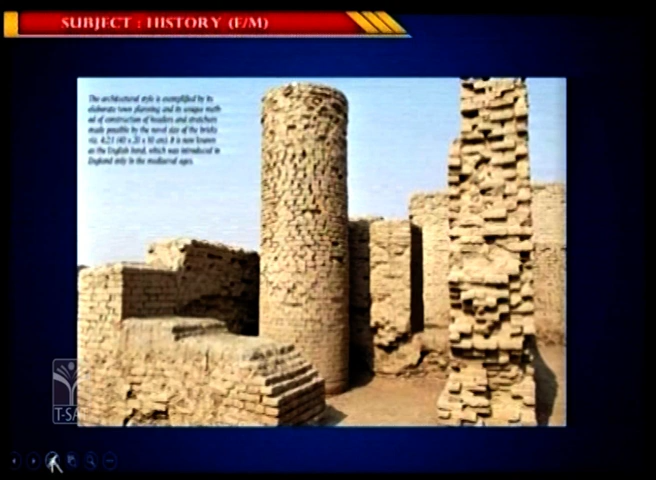 SUBJECT : HISTORY (E/M)
The architectural style is exemplified by its
elaborate town planning and its unique meth
od of construction of headers and stretchers
made possible by the novel size of the bricks
viz. 4:2:1 (40 x 20 x 10 cm). It is now known
as the English bond, which was introduced in
England only in the mediaeval ages.
T-SA